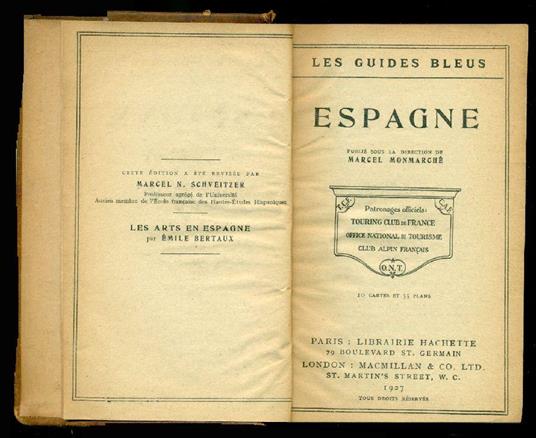 CETTE ÉDITION A ÉTÉ REVISÉE PAR
MARCEL N. SCHVEITZER
Professeur agrégé de l'Université
Ancien membre de l'École française des Hautes-Études Hispaniques
LES ARTS EN ESPAGNE
par ÉMILE BERTAUX
LES GUIDES BLEUS
ESPAGNE
PUBLIÉ SOUS LA DIRECTION DE
MARCEL MONMARCHÉ
T.C.F. C.A.F.
Patronages officiels:
TOURING CLUB DE FRANCE
OFFICE NATIONAL DU TOURISME
CLUB ALPIN FRANÇAIS
O.N.T.
10 CARTES ET 55 PLANS
PARIS : LIBRAIRIE HACHETTE
79 BOULEVARD ST. GERMAIN
LONDON : MACMILLAN & CO. LTD.
ST. MARTIN'S STREET, W. C.
1927
TOUS DROITS RÉSERVÉS